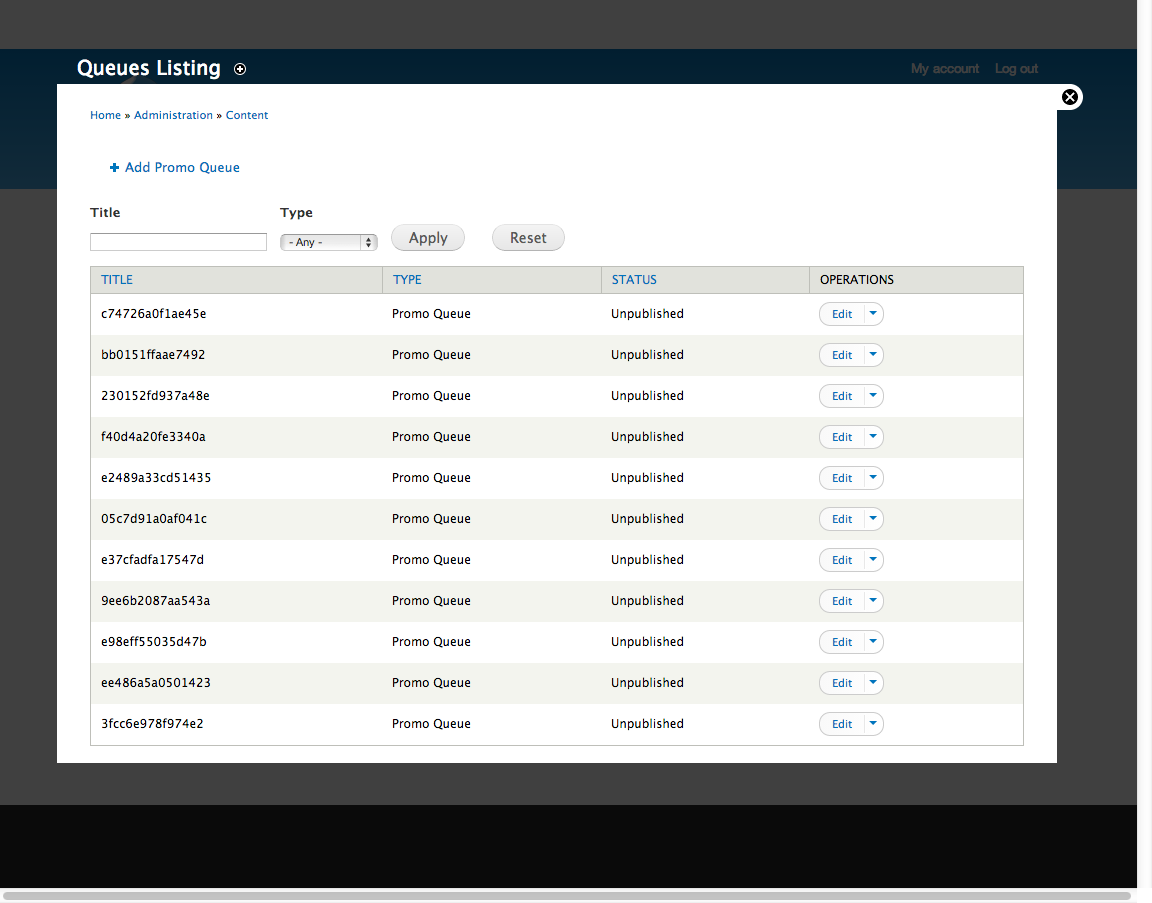 Queues Listing
My account Log out
Home » Administration » Content
Add Promo Queue
Title Type
- Any - Apply Reset
TITLE TYPE STATUS OPERATIONS
c74726a0f1ae45e Promo Queue Unpublished Edit
bb0151ffaae7492 Promo Queue Unpublished Edit
230152fd937a48e Promo Queue Unpublished Edit
f40d4a20fe3340a Promo Queue Unpublished Edit
e2489a33cd51435 Promo Queue Unpublished Edit
05c7d91a0af041c Promo Queue Unpublished Edit
e37cfadfa17547d Promo Queue Unpublished Edit
9ee6b2087aa543a Promo Queue Unpublished Edit
e98eff55035d47b Promo Queue Unpublished Edit
ee486a5a0501423 Promo Queue Unpublished Edit
3fcc6e978f974e2 Promo Queue Unpublished Edit